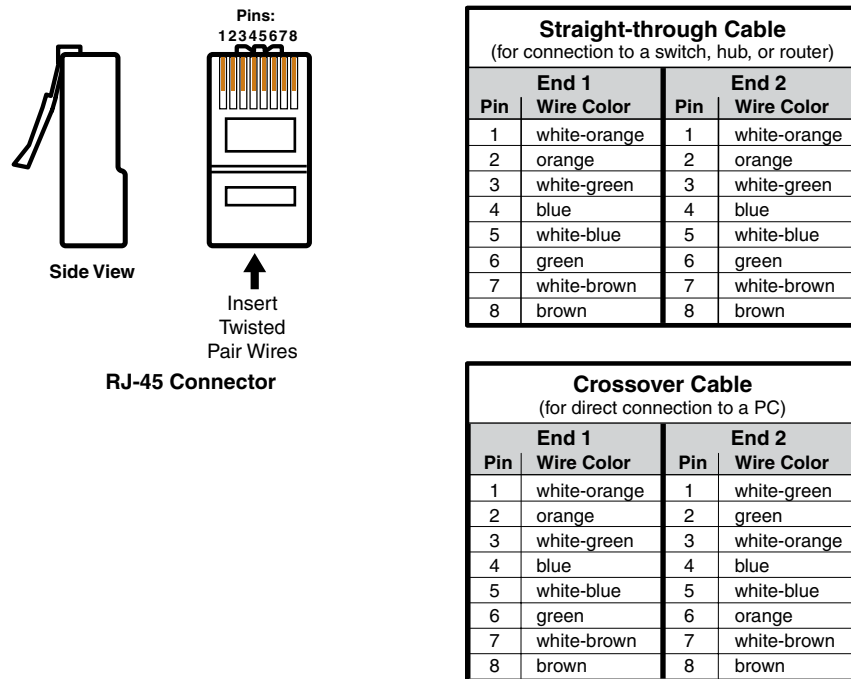 Pins:
12345678
Side View
Insert
Twisted
Pair Wires
RJ-45 Connector
Straight-through Cable
(for connection to a switch, hub, or router)
End 1 End 2
Pin Wire Color Pin Wire Color
1 white-orange 1 white-orange
2 orange 2 orange
3 white-green 3 white-green
4 blue 4 blue
5 white-blue 5 white-blue
6 green 6 green
7 white-brown 7 white-brown
8 brown 8 brown
Crossover Cable
(for direct connection to a PC)
End 1 End 2
Pin Wire Color Pin Wire Color
1 white-orange 1 white-green
2 orange 2 green
3 white-green 3 white-orange
4 blue 4 blue
5 white-blue 5 white-blue
6 green 6 orange
7 white-brown 7 white-brown
8 brown 8 brown